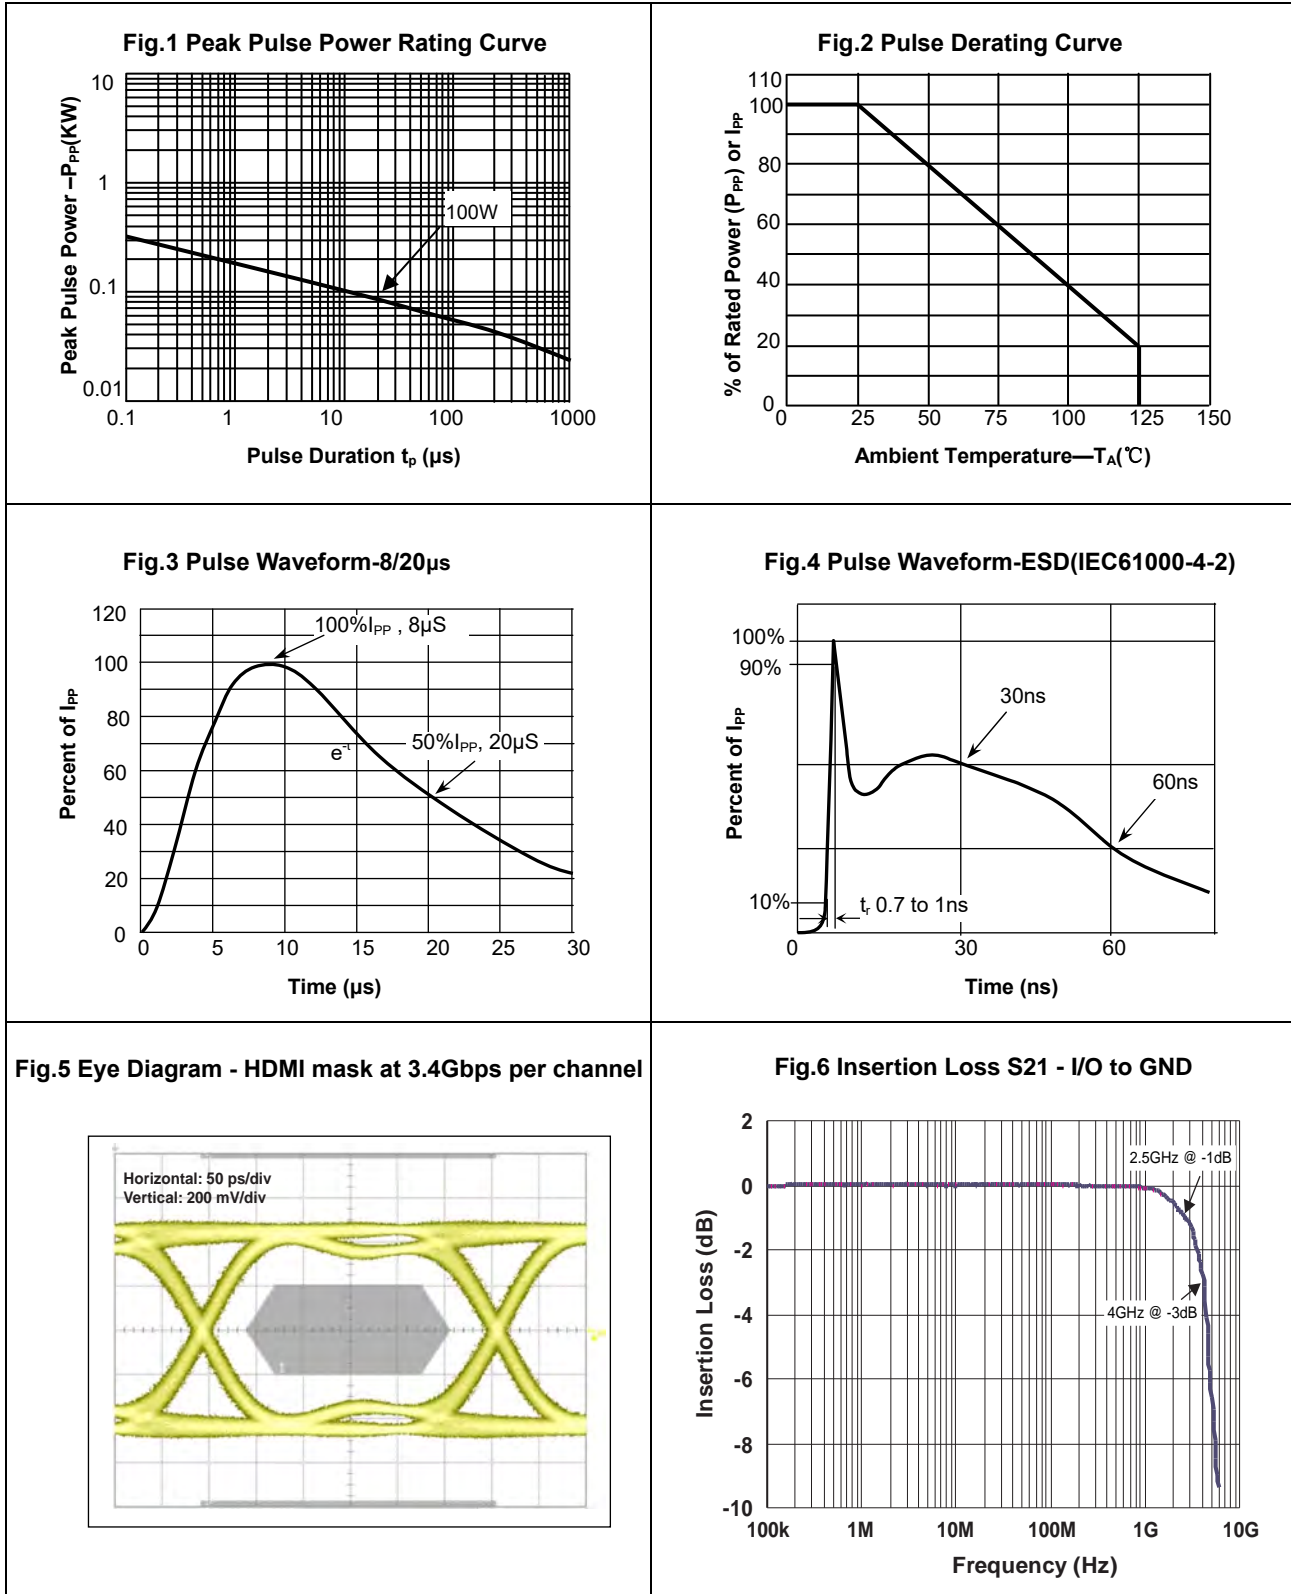 Fig.1 Peak Pulse Power Rating Curve
Peak Pulse Power –PPP(KW)
10
1
0.1
0.01
100W
0.1 1 10 100 1000
Pulse Duration tp (µs)
Fig.2 Pulse Derating Curve
% of Rated Power (PPP) or IPP
110
100
80
60
40
20
0
0 25 50 75 100 125 150
Ambient Temperature—TA(℃)
Fig.3 Pulse Waveform-8/20µs
Percent of IPP
120
100
80
60
40
20
0
100%IPP , 8µS
e-t
50%IPP, 20µS
0 5 10 15 20 25 30
Time (µs)
Fig.4 Pulse Waveform-ESD(IEC61000-4-2)
Percent of IPP
100%
90%
10%
30ns
60ns
tr 0.7 to 1ns
0 30 60
Time (ns)
Fig.5 Eye Diagram - HDMI mask at 3.4Gbps per channel
Horizontal: 50 ps/div
Vertical: 200 mV/div
Fig.6 Insertion Loss S21 - I/O to GND
Insertion Loss (dB)
2
0
-2
-4
-6
-8
-10
2.5GHz @ -1dB
4GHz @ -3dB
100k 1M 10M 100M 1G 10G
Frequency (Hz)